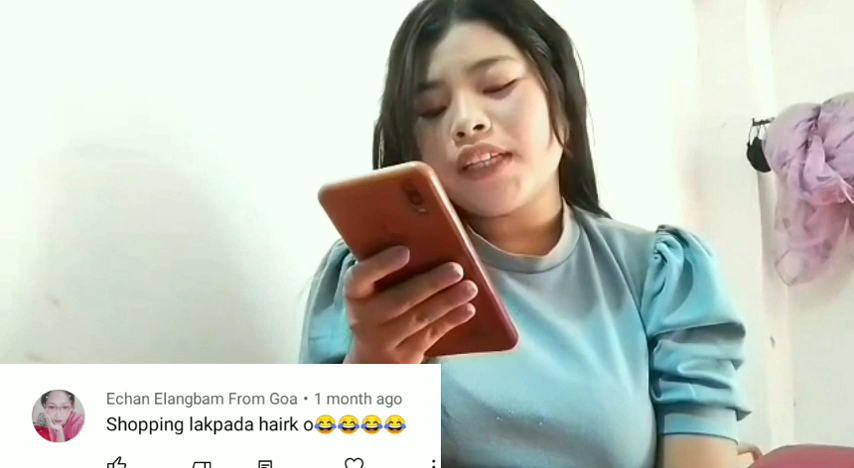 Echan Elangbam From Goa • 1 month ago
Shopping lakpada hairk o😂😂😂😂